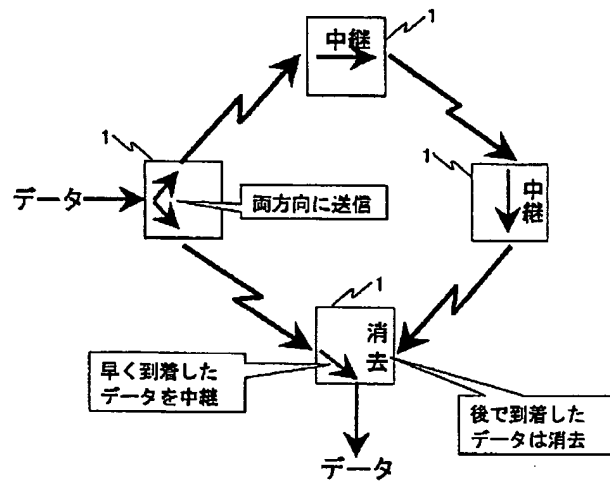 1
中継
1
1
データ
両方向に送信
中継
1
消去
早く到着した
データを中継
後で到着した
データは消去
データ